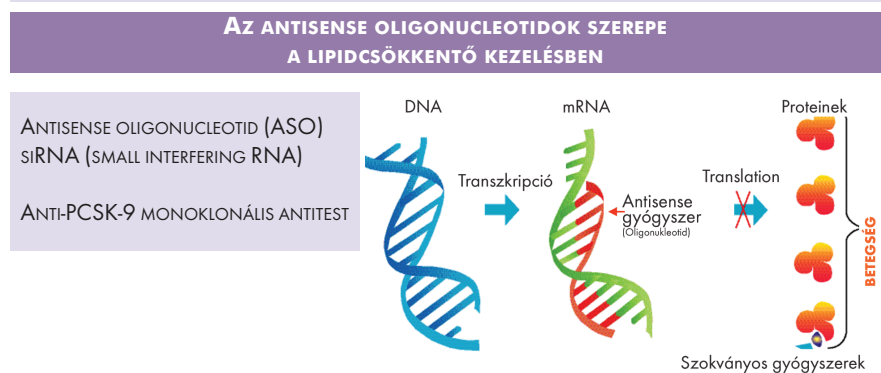 AZ ANTISENSE OLIGONUCLEOTIDOK SZEREPE
A LIPIDCSÖKKENTŐ KEZELÉSBEN
ANTISENSE OLIGONUCLEOTID (ASO)
siRNA (SMALL INTERFERING RNA)
ANTI-PCSK-9 MONOKLONÁLIS ANTITEST
DNA
mRNA
Proteinek
Transzkripció
Antisense
gyógyszer
(Oligonukleotid)
Translation
BETEGSÉG
Szokványos gyógyszerek